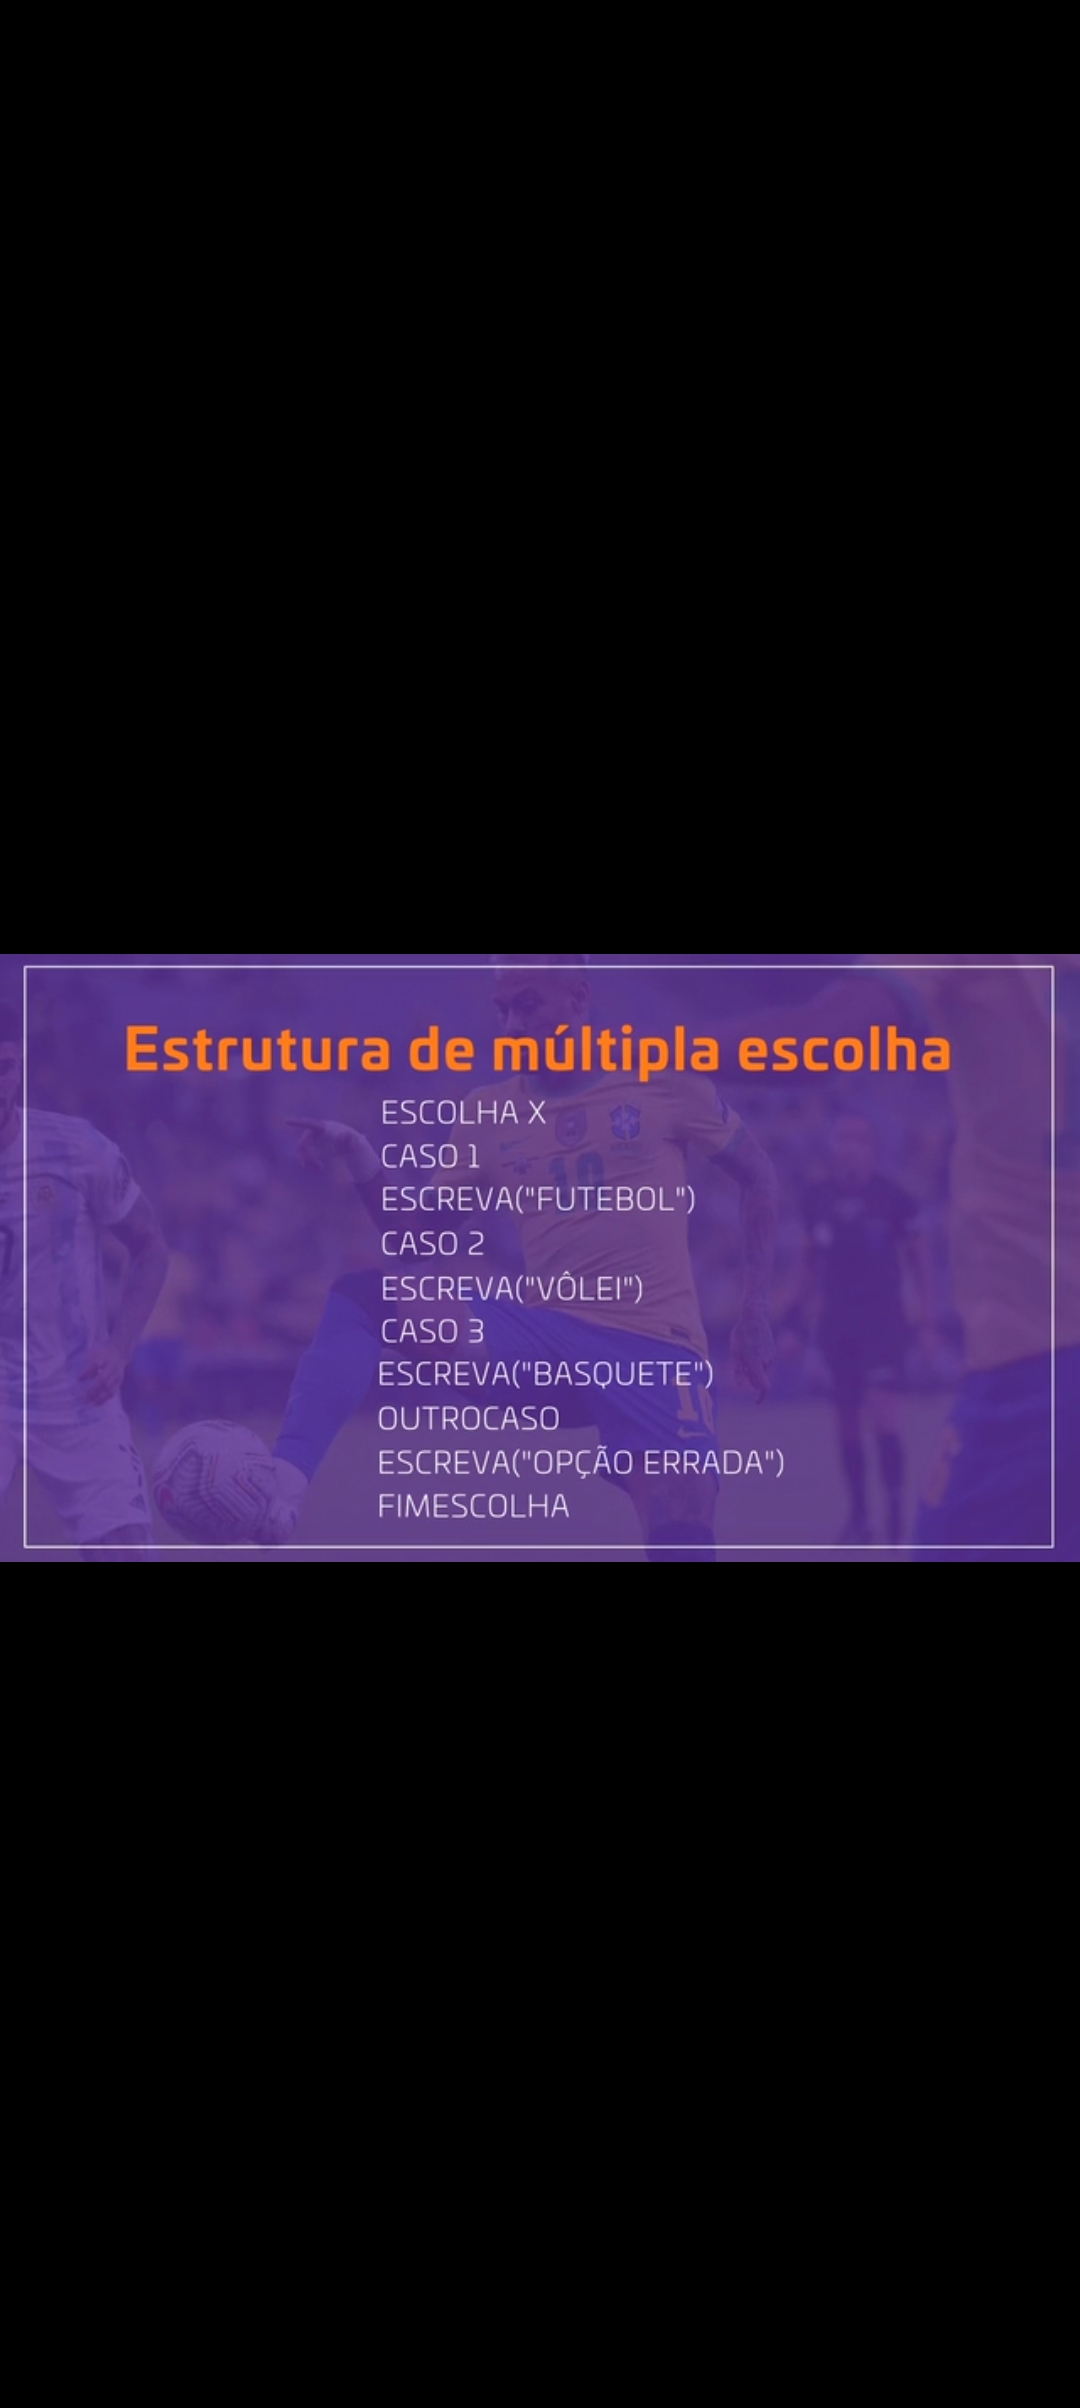 Estrutura de múltipla escolha
ESCOLHA X
CASO 1
ESCREVA("FUTEBOL")
CASO 2
ESCREVA("VÔLEI")
CASO 3
ESCREVA("BASQUETE")
OUTROCASO
ESCREVA("OPÇÃO ERRADA")
FIMESCOLHA
10